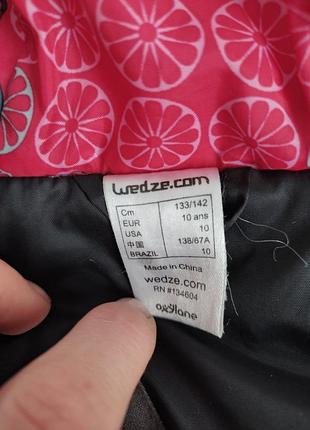 wedze.com
Cm 133/142
EUR 10 ans
USA 10
中国 138/67A
BRAZIL 10
Made in China
wedze.com
RN #134604
oxylane